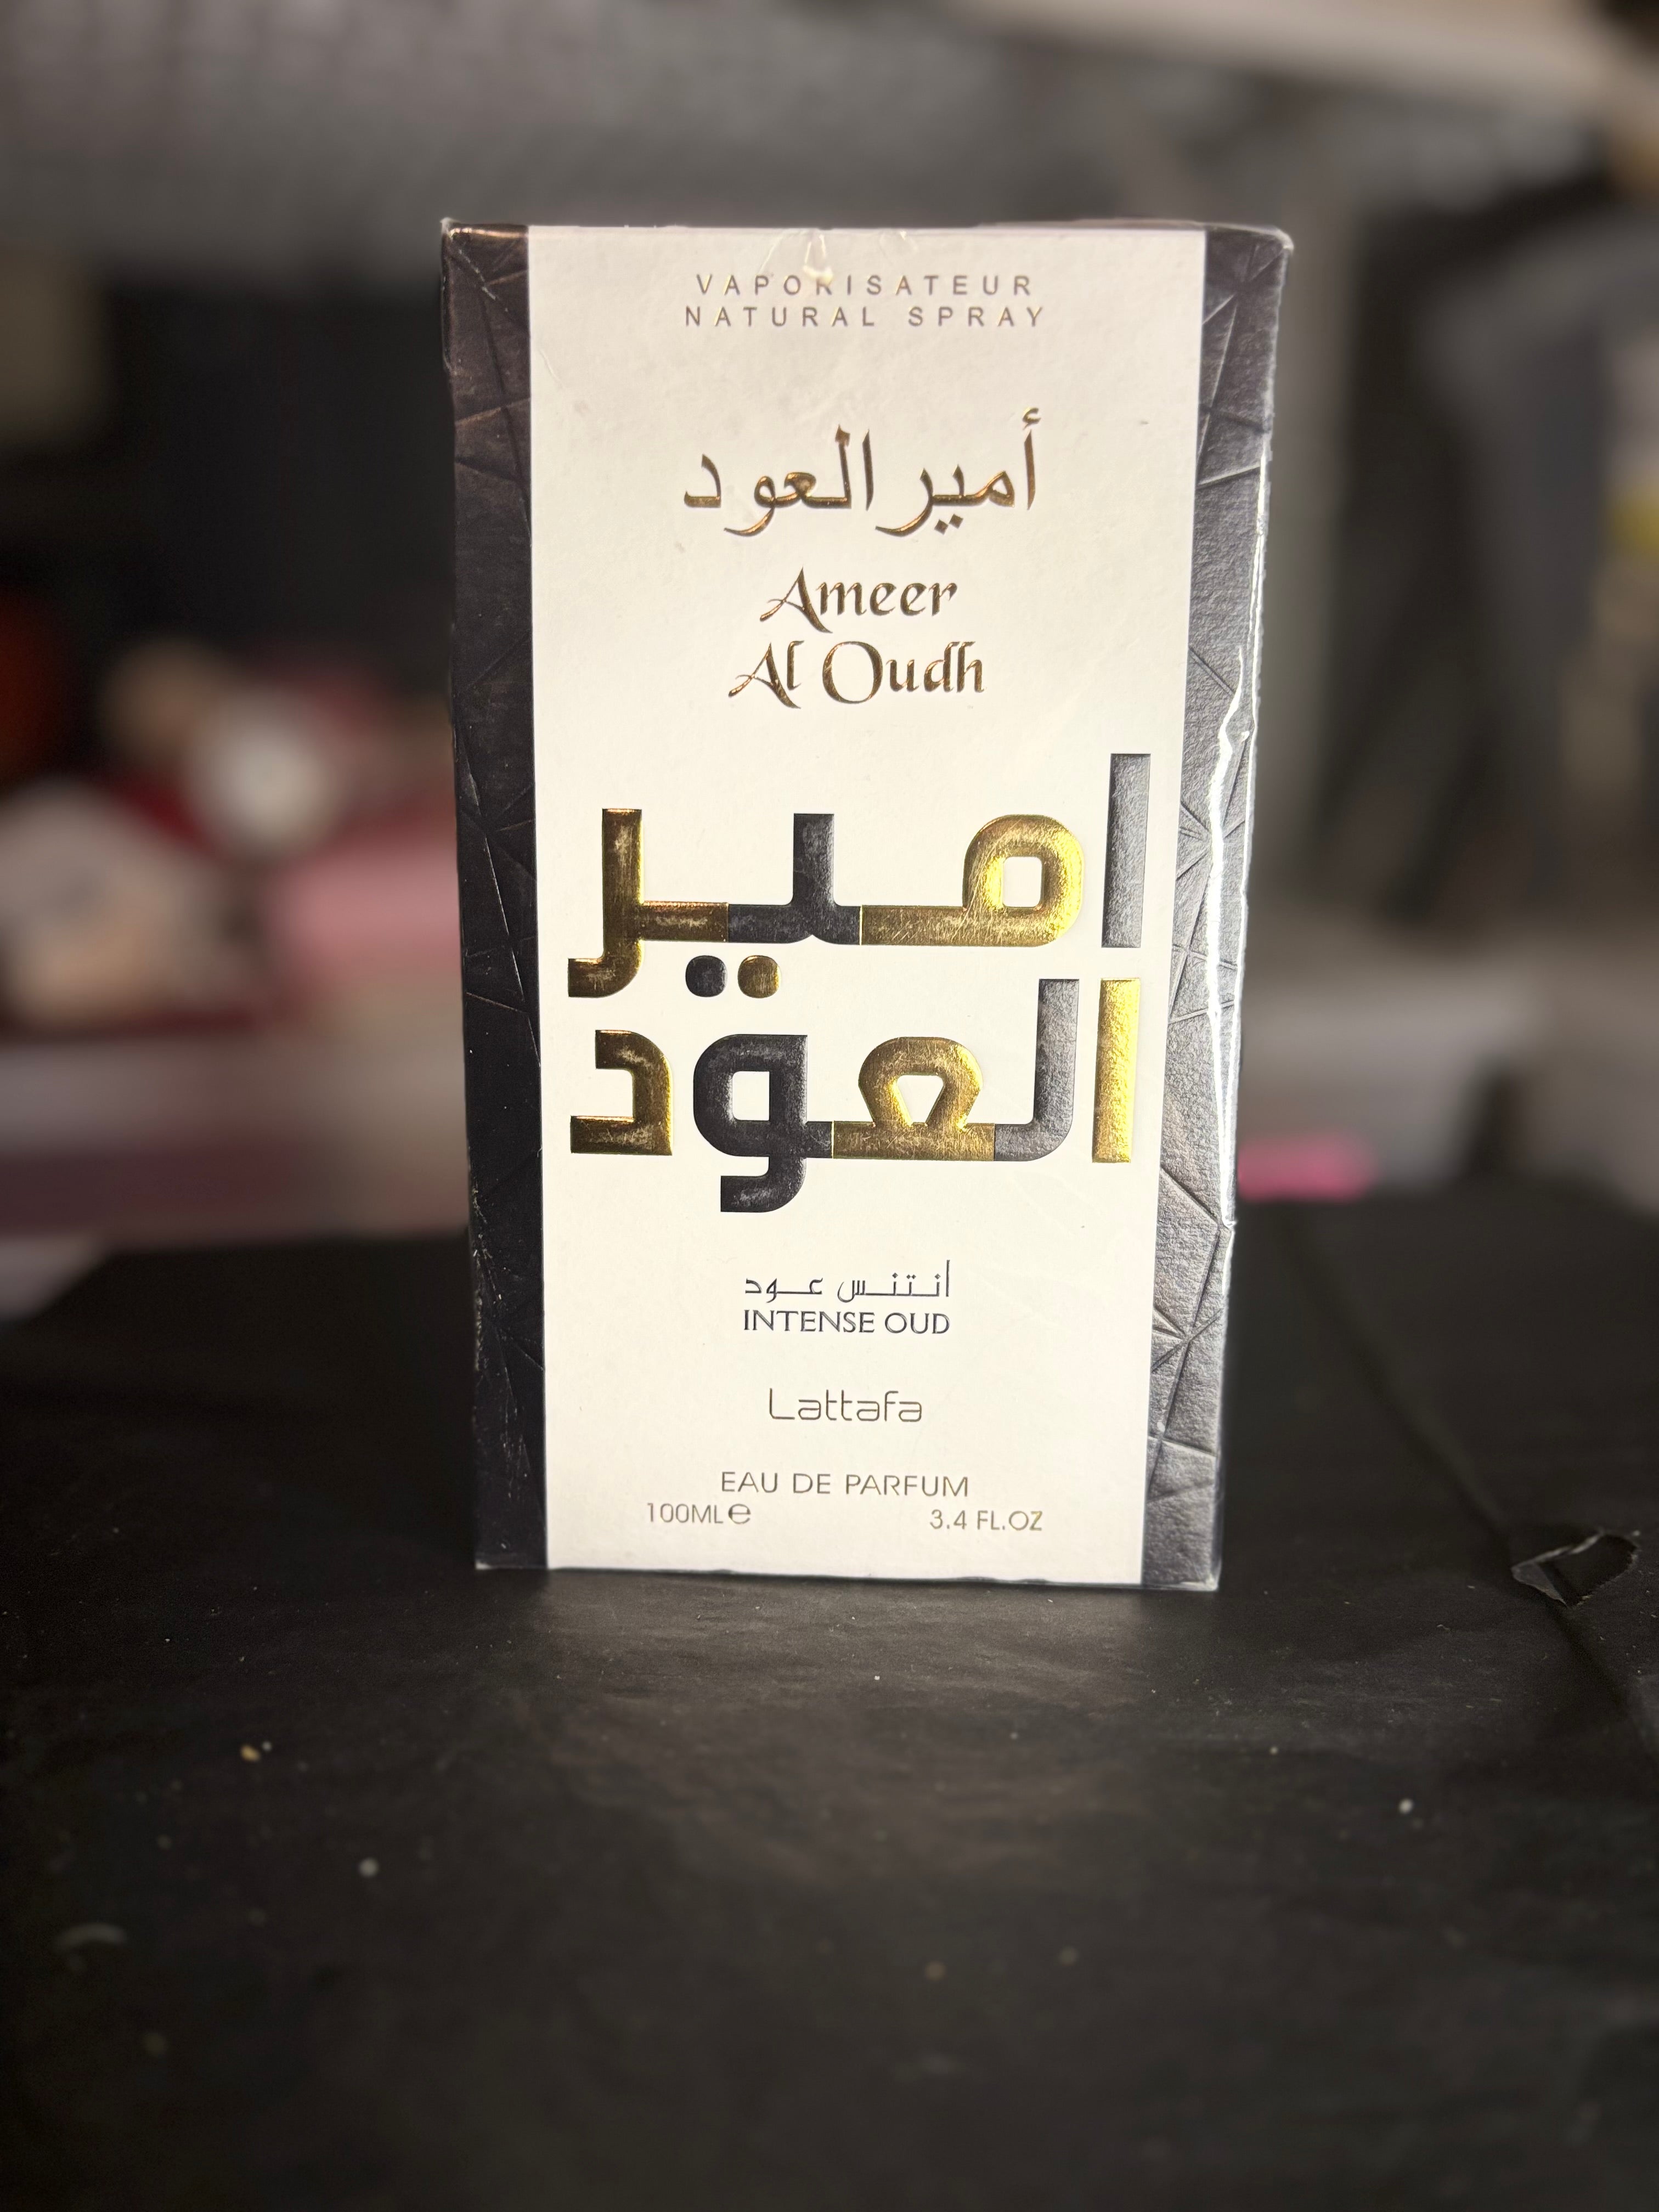 VAPORISATEUR
NATURAL SPRAY
أمير العود
Ameer
Al Oudh
امير
العود
أنتنس عود
INTENSE OUD
Lattafa
EAU DE PARFUM
100ML℮ 3.4 FL.OZ